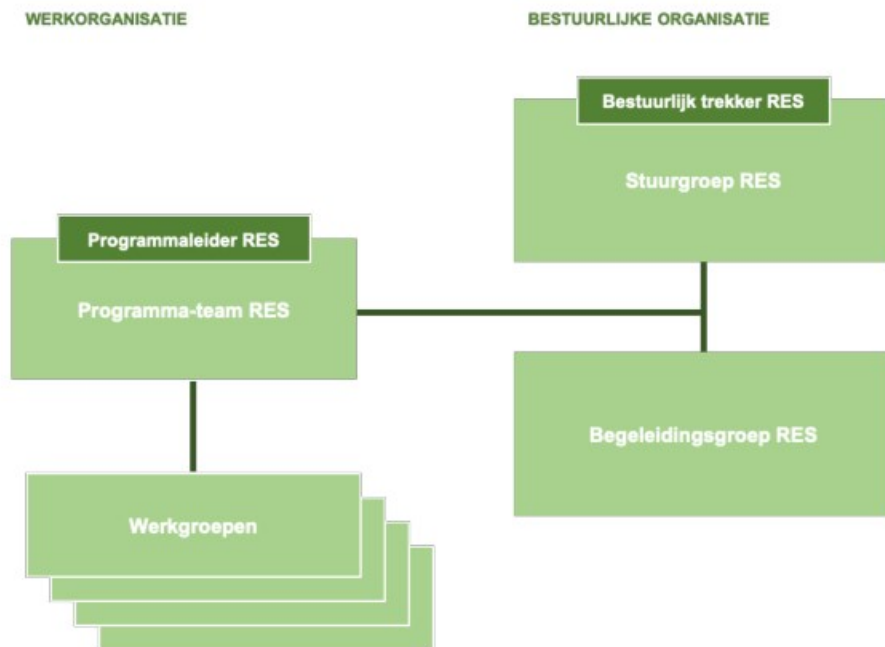 WERKORGANISATIE
BESTUURLIJKE ORGANISATIE
Bestuurlijk trekker RES
Stuurgroep RES
Programmaleider RES
Programma-team RES
Begeleidingsgroep RES
Werkgroepen